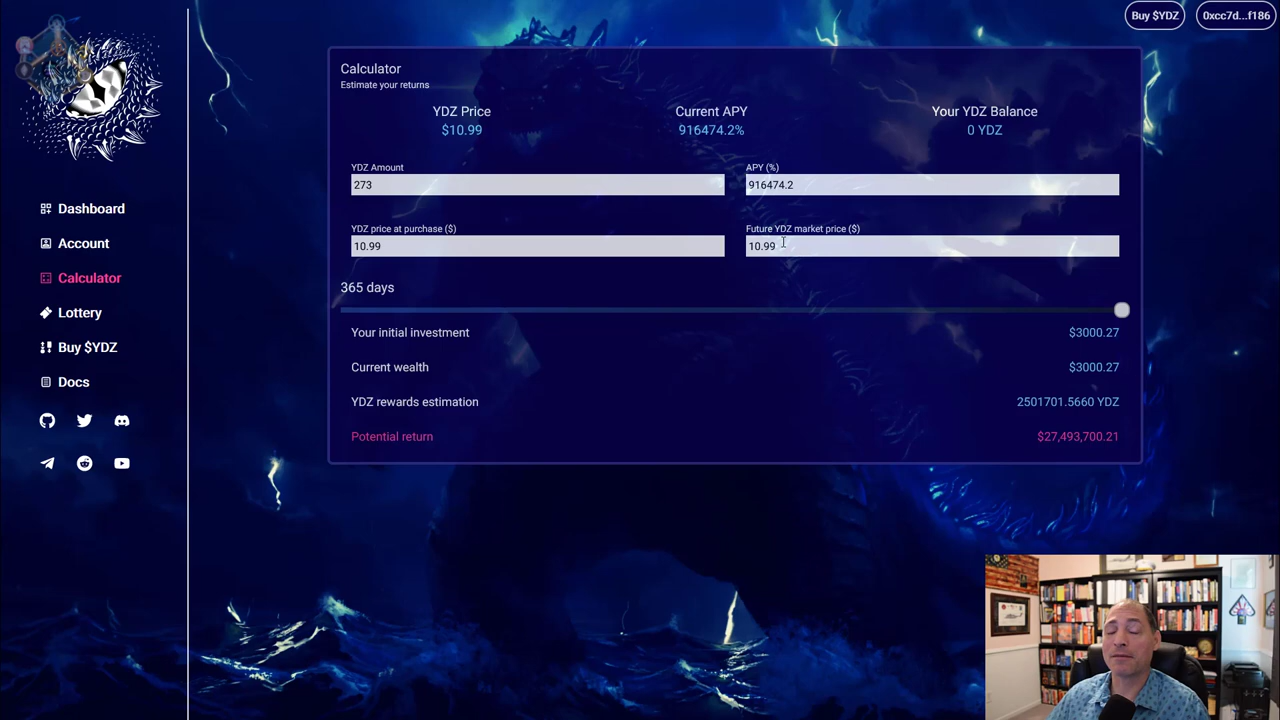 Buy $YDZ
0xcc7d...f186
Dashboard
Account
Calculator
Lottery
Buy $YDZ
Docs
Calculator
Estimate your returns
YDZ Price
$10.99
Current APY
916474.2%
Your YDZ Balance
0 YDZ
YDZ Amount
273
APY (%)
916474.2
YDZ price at purchase ($)
10.99
Future YDZ market price ($)
10.99
365 days
Your initial investment
$3000.27
Current wealth
$3000.27
YDZ rewards estimation
2501701.5660 YDZ
Potential return
$27,493,700.21